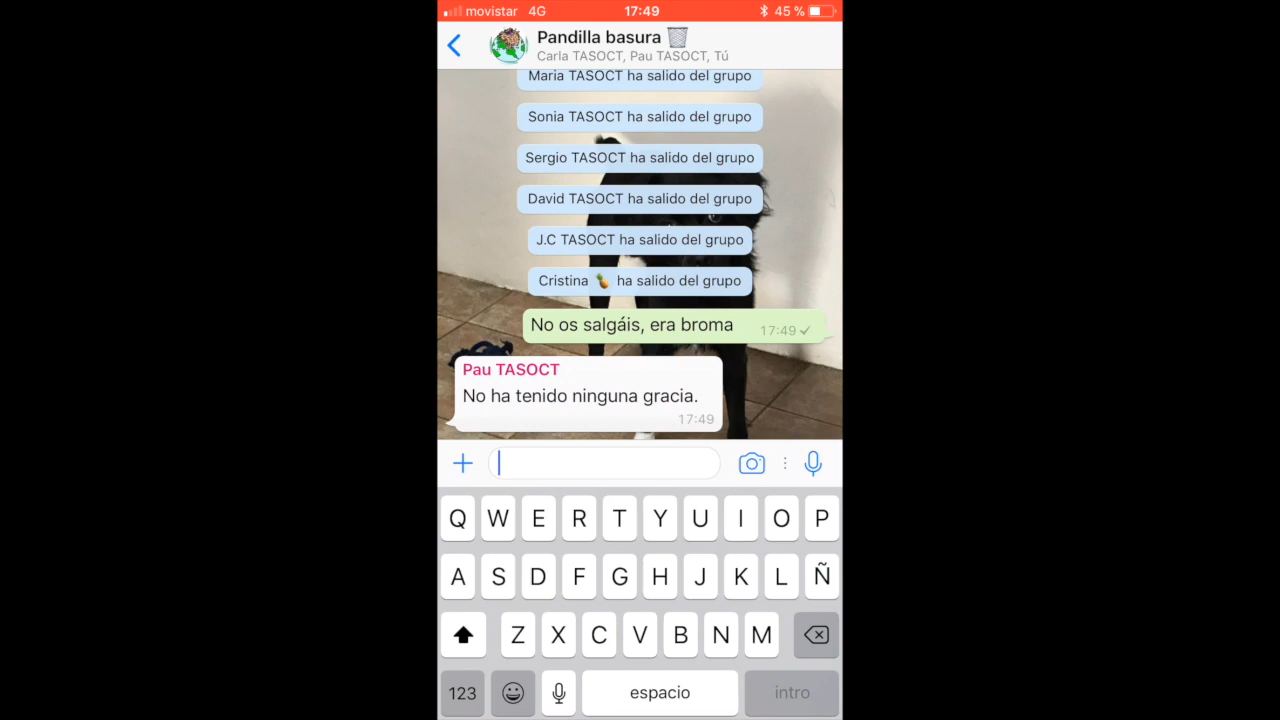 movistar 4G 17:49 45 %
Pandilla basura
Carla TASOCT, Pau TASOCT, Tú
Maria TASOCT ha salido del grupo
Sonia TASOCT ha salido del grupo
Sergio TASOCT ha salido del grupo
David TASOCT ha salido del grupo
J.C TASOCT ha salido del grupo
Cristina 🍍 ha salido del grupo
No os salgáis, era broma 17:49
Pau TASOCT
No ha tenido ninguna gracia.
17:49
Q W E R T Y U I O P
A S D F G H J K L Ñ
Z X C V B N M
123 espacio intro